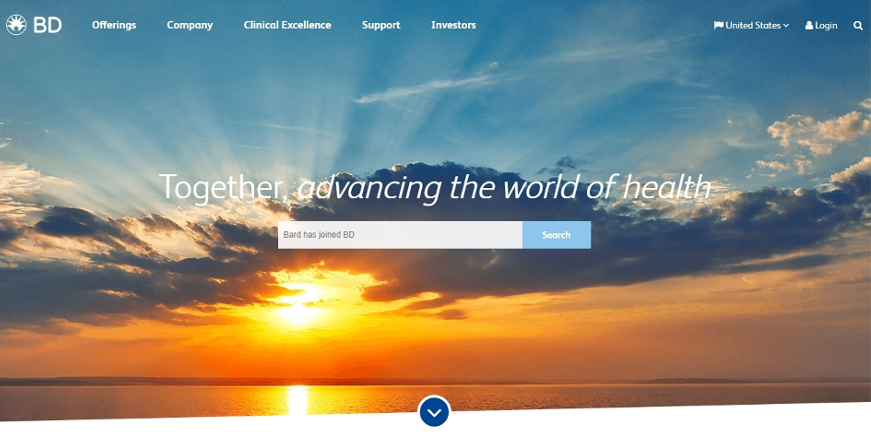 BD
Offerings
Company
Clinical Excellence
Support
Investors
United States
Login
Together, advancing the world of health
Bard has joined BD
Search